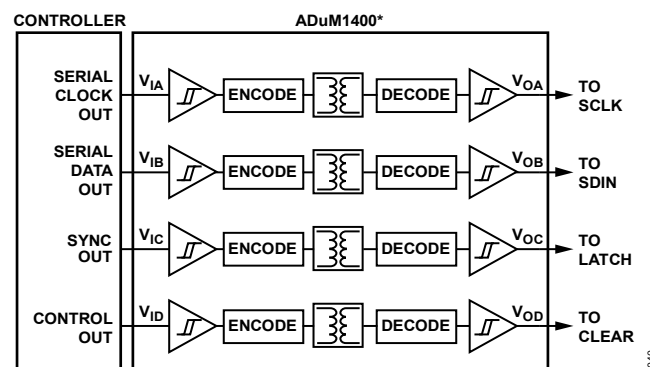 CONTROLLER
ADuM1400*
SERIAL
CLOCK
OUT
VIA
ENCODE
DECODE
VOA
TO
SCLK
SERIAL
DATA
OUT
VIB
ENCODE
DECODE
VOB
TO
SDIN
SYNC
OUT
VIC
ENCODE
DECODE
VOC
TO
LATCH
CONTROL
OUT
VID
ENCODE
DECODE
VOD
TO
CLEAR